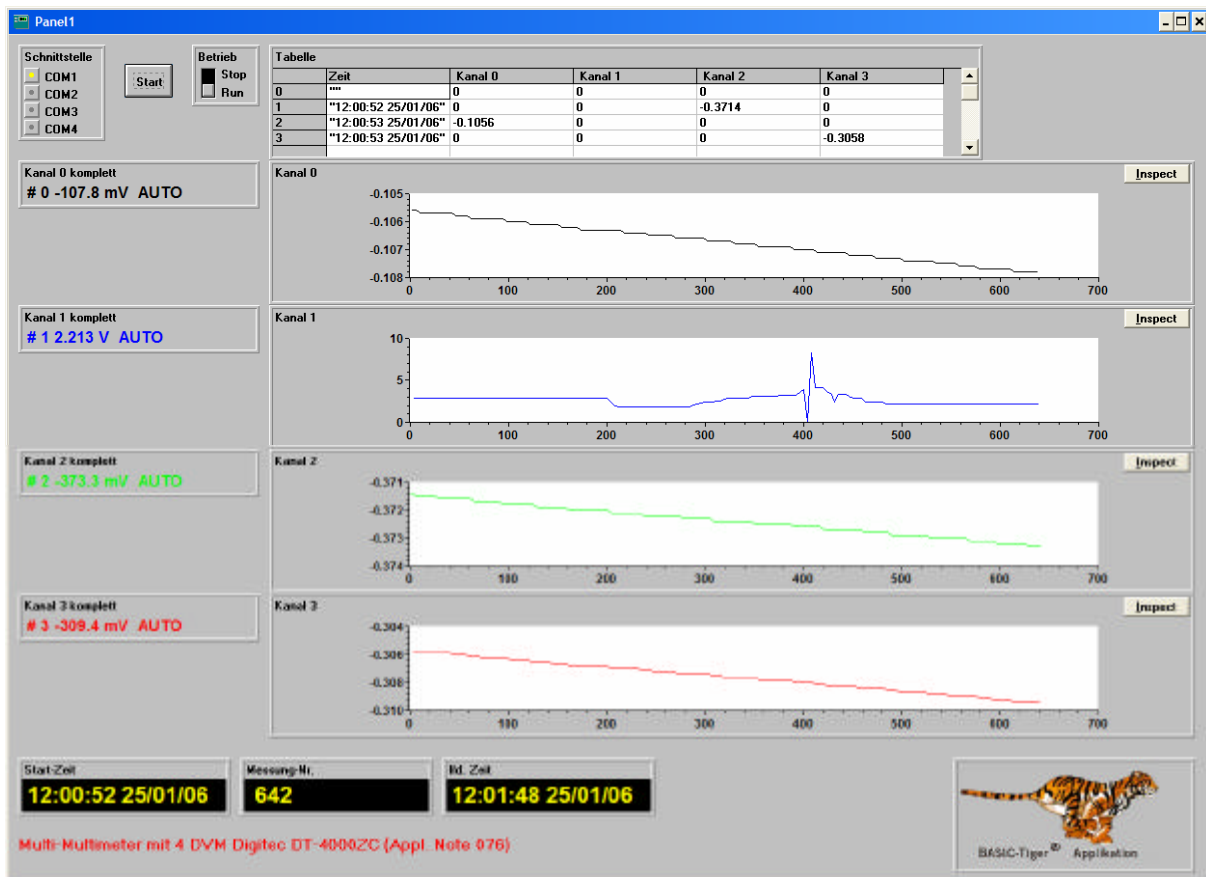 Panel1
Schnittstelle
COM1
COM2
COM3
COM4
Start
Betrieb
Stop
Run
Tabelle
Zeit Kanal 0 Kanal 1 Kanal 2 Kanal 3
0 "" 0 0 0 0
1 "12:00:52 25/01/06" 0 0 -0.3714 0
2 "12:00:53 25/01/06" -0.1056 0 0 0
3 "12:00:53 25/01/06" 0 0 0 -0.3058
Kanal 0 komplett
# 0 -107.8 mV AUTO
Kanal 0
Inspect
-0.105
-0.106
-0.107
-0.108
0 100 200 300 400 500 600 700
Kanal 1 komplett
# 1 2.213 V AUTO
Kanal 1
Inspect
10
5
0
0 100 200 300 400 500 600 700
Kanal 2 komplett
# 2 -373.3 mV AUTO
Kanal 2
Inspect
-0.371
-0.372
-0.373
-0.374
0 100 200 300 400 500 600 700
Kanal 3 komplett
# 3 -309.4 mV AUTO
Kanal 3
Inspect
-0.304
-0.306
-0.308
-0.310
0 100 200 300 400 500 600 700
Start-Zeit
12:00:52 25/01/06
Messung-Nr.
642
lfd. Zeit
12:01:48 25/01/06
Multi-Multimeter mit 4 DVM Digitec DT-4000ZC (Appl. Note 076)
BASIC-Tiger ® Applikation